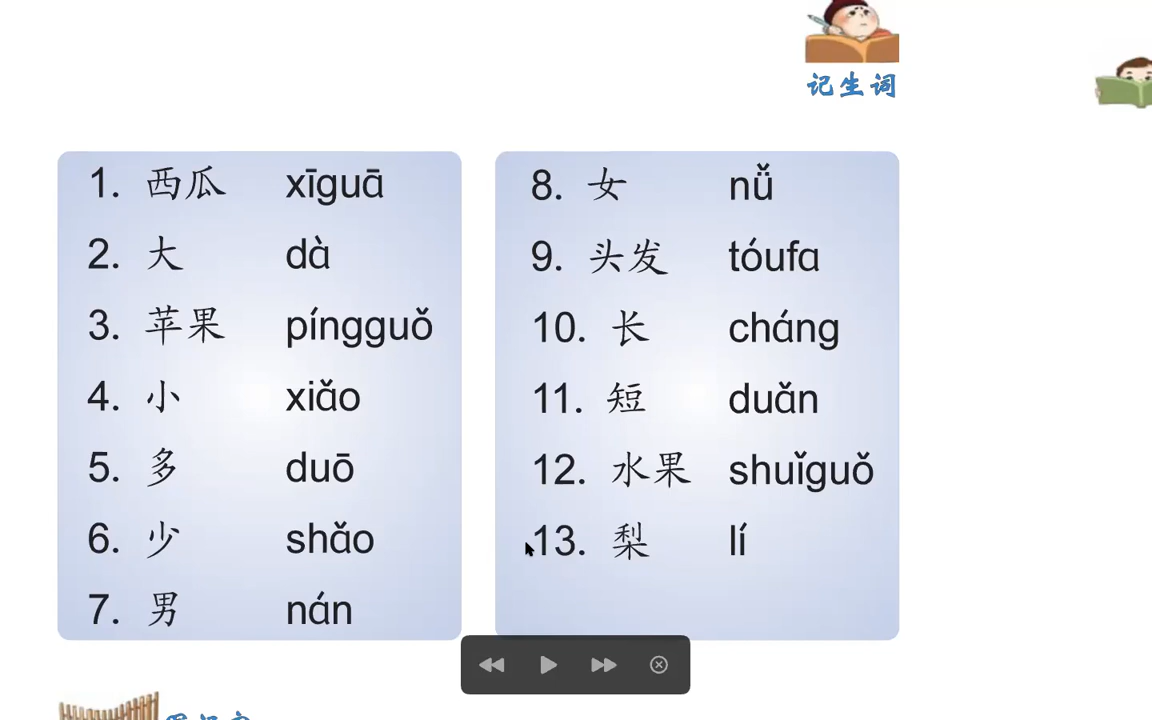 记生词
1. 西瓜 xīguā
2. 大 dà
3. 苹果 píngguǒ
4. 小 xiǎo
5. 多 duō
6. 少 shǎo
7. 男 nán
8. 女 nǚ
9. 头发 tóufa
10. 长 cháng
11. 短 duǎn
12. 水果 shuǐguǒ
13. 梨 lí